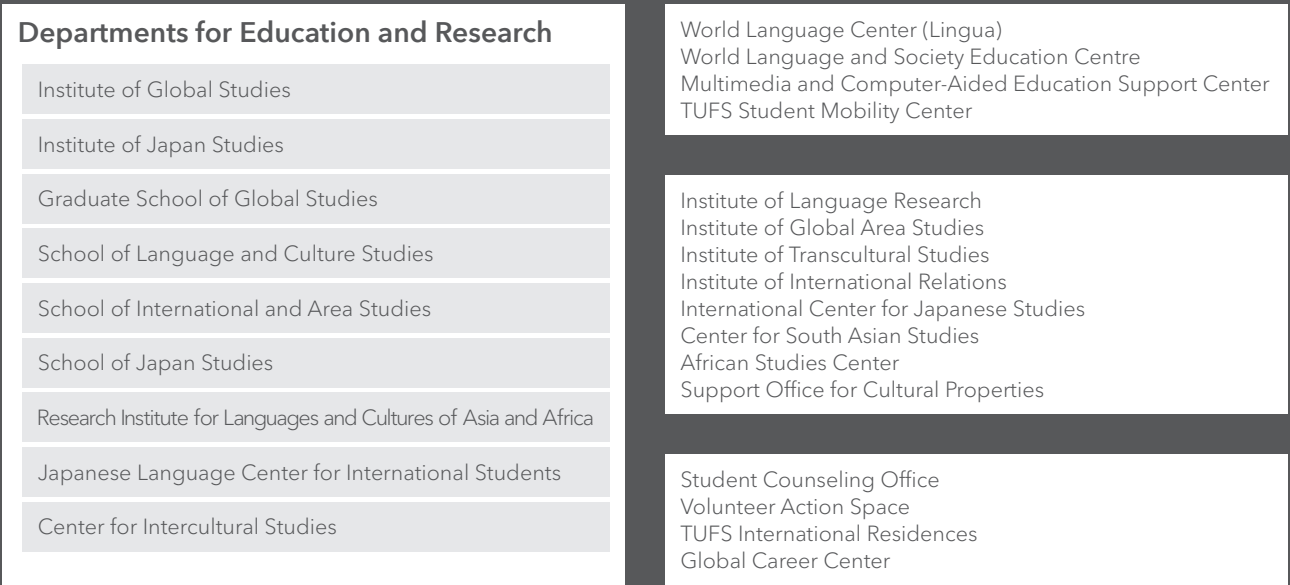 Departments for Education and Research
Institute of Global Studies
Institute of Japan Studies
Graduate School of Global Studies
School of Language and Culture Studies
School of International and Area Studies
School of Japan Studies
Research Institute for Languages and Cultures of Asia and Africa
Japanese Language Center for International Students
Center for Intercultural Studies
World Language Center (Lingua)
World Language and Society Education Centre
Multimedia and Computer-Aided Education Support Center
TUFS Student Mobility Center
Institute of Language Research
Institute of Global Area Studies
Institute of Transcultural Studies
Institute of International Relations
International Center for Japanese Studies
Center for South Asian Studies
African Studies Center
Support Office for Cultural Properties
Student Counseling Office
Volunteer Action Space
TUFS International Residences
Global Career Center